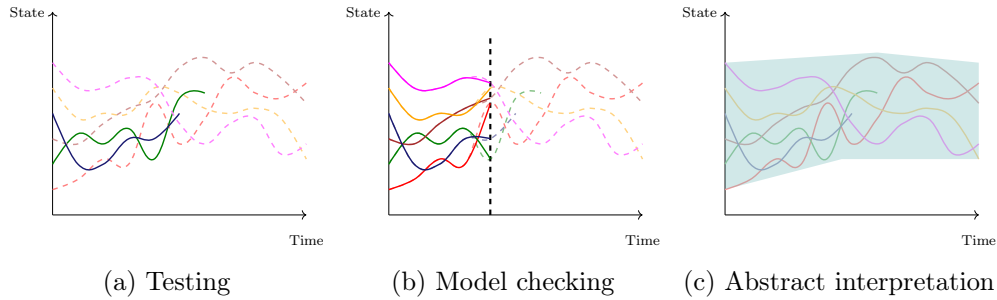 State
Time
(a) Testing
State
Time
(b) Model checking
State
Time
(c) Abstract interpretation